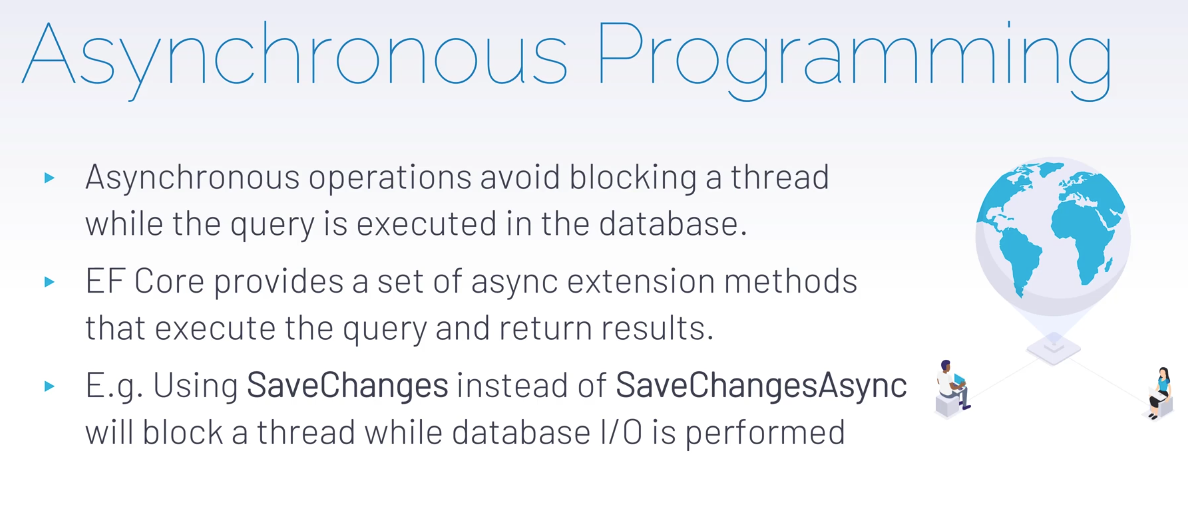 Asynchronous Programming
Asynchronous operations avoid blocking a thread
while the query is executed in the database.
EF Core provides a set of async extension methods
that execute the query and return results.
E.g. Using SaveChanges instead of SaveChangesAsync
will block a thread while database I/O is performed